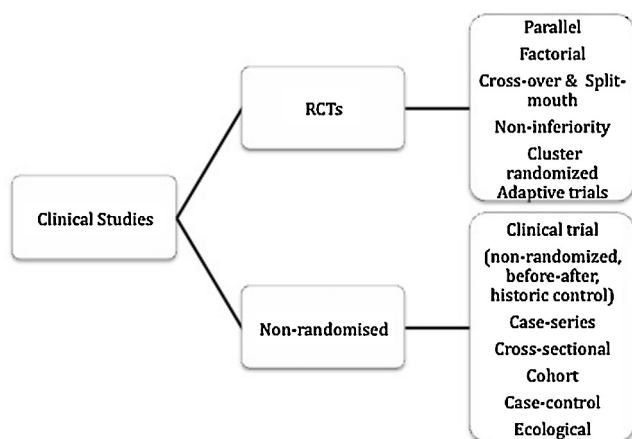 Clinical Studies
RCTs
Parallel
Factorial
Cross-over & Split-
mouth
Non-inferiority
Cluster
randomized
Adaptive trials
Non-randomised
Clinical trial
(non-randomized,
before-after,
historic control)
Case-series
Cross-sectional
Cohort
Case-control
Ecological